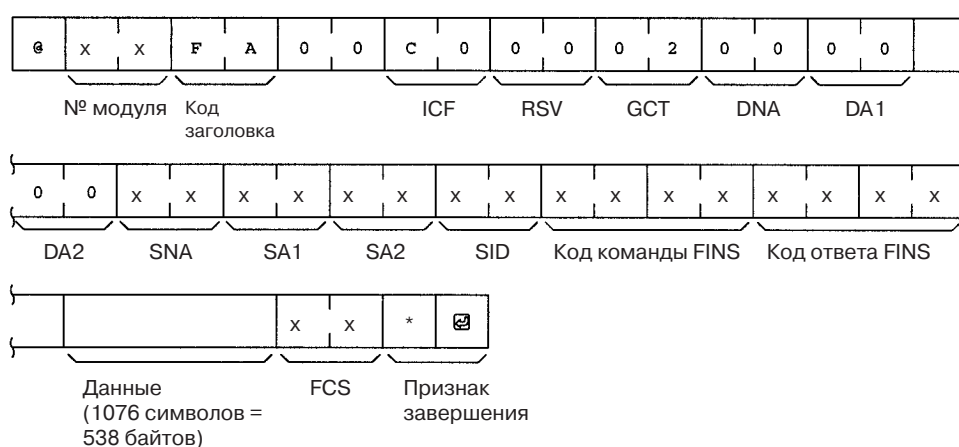 @ x x F A 0 0 C 0 0 0 0 2 0 0 0 0
№ модуля Код заголовка ICF RSV GCT DNA DA1
0 0 x x x x x x x x x x x x x x x x
DA2 SNA SA1 SA2 SID Код команды FINS Код ответа FINS
x x * ↵
Данные FCS Признак
(1076 символов = завершения
538 байтов)